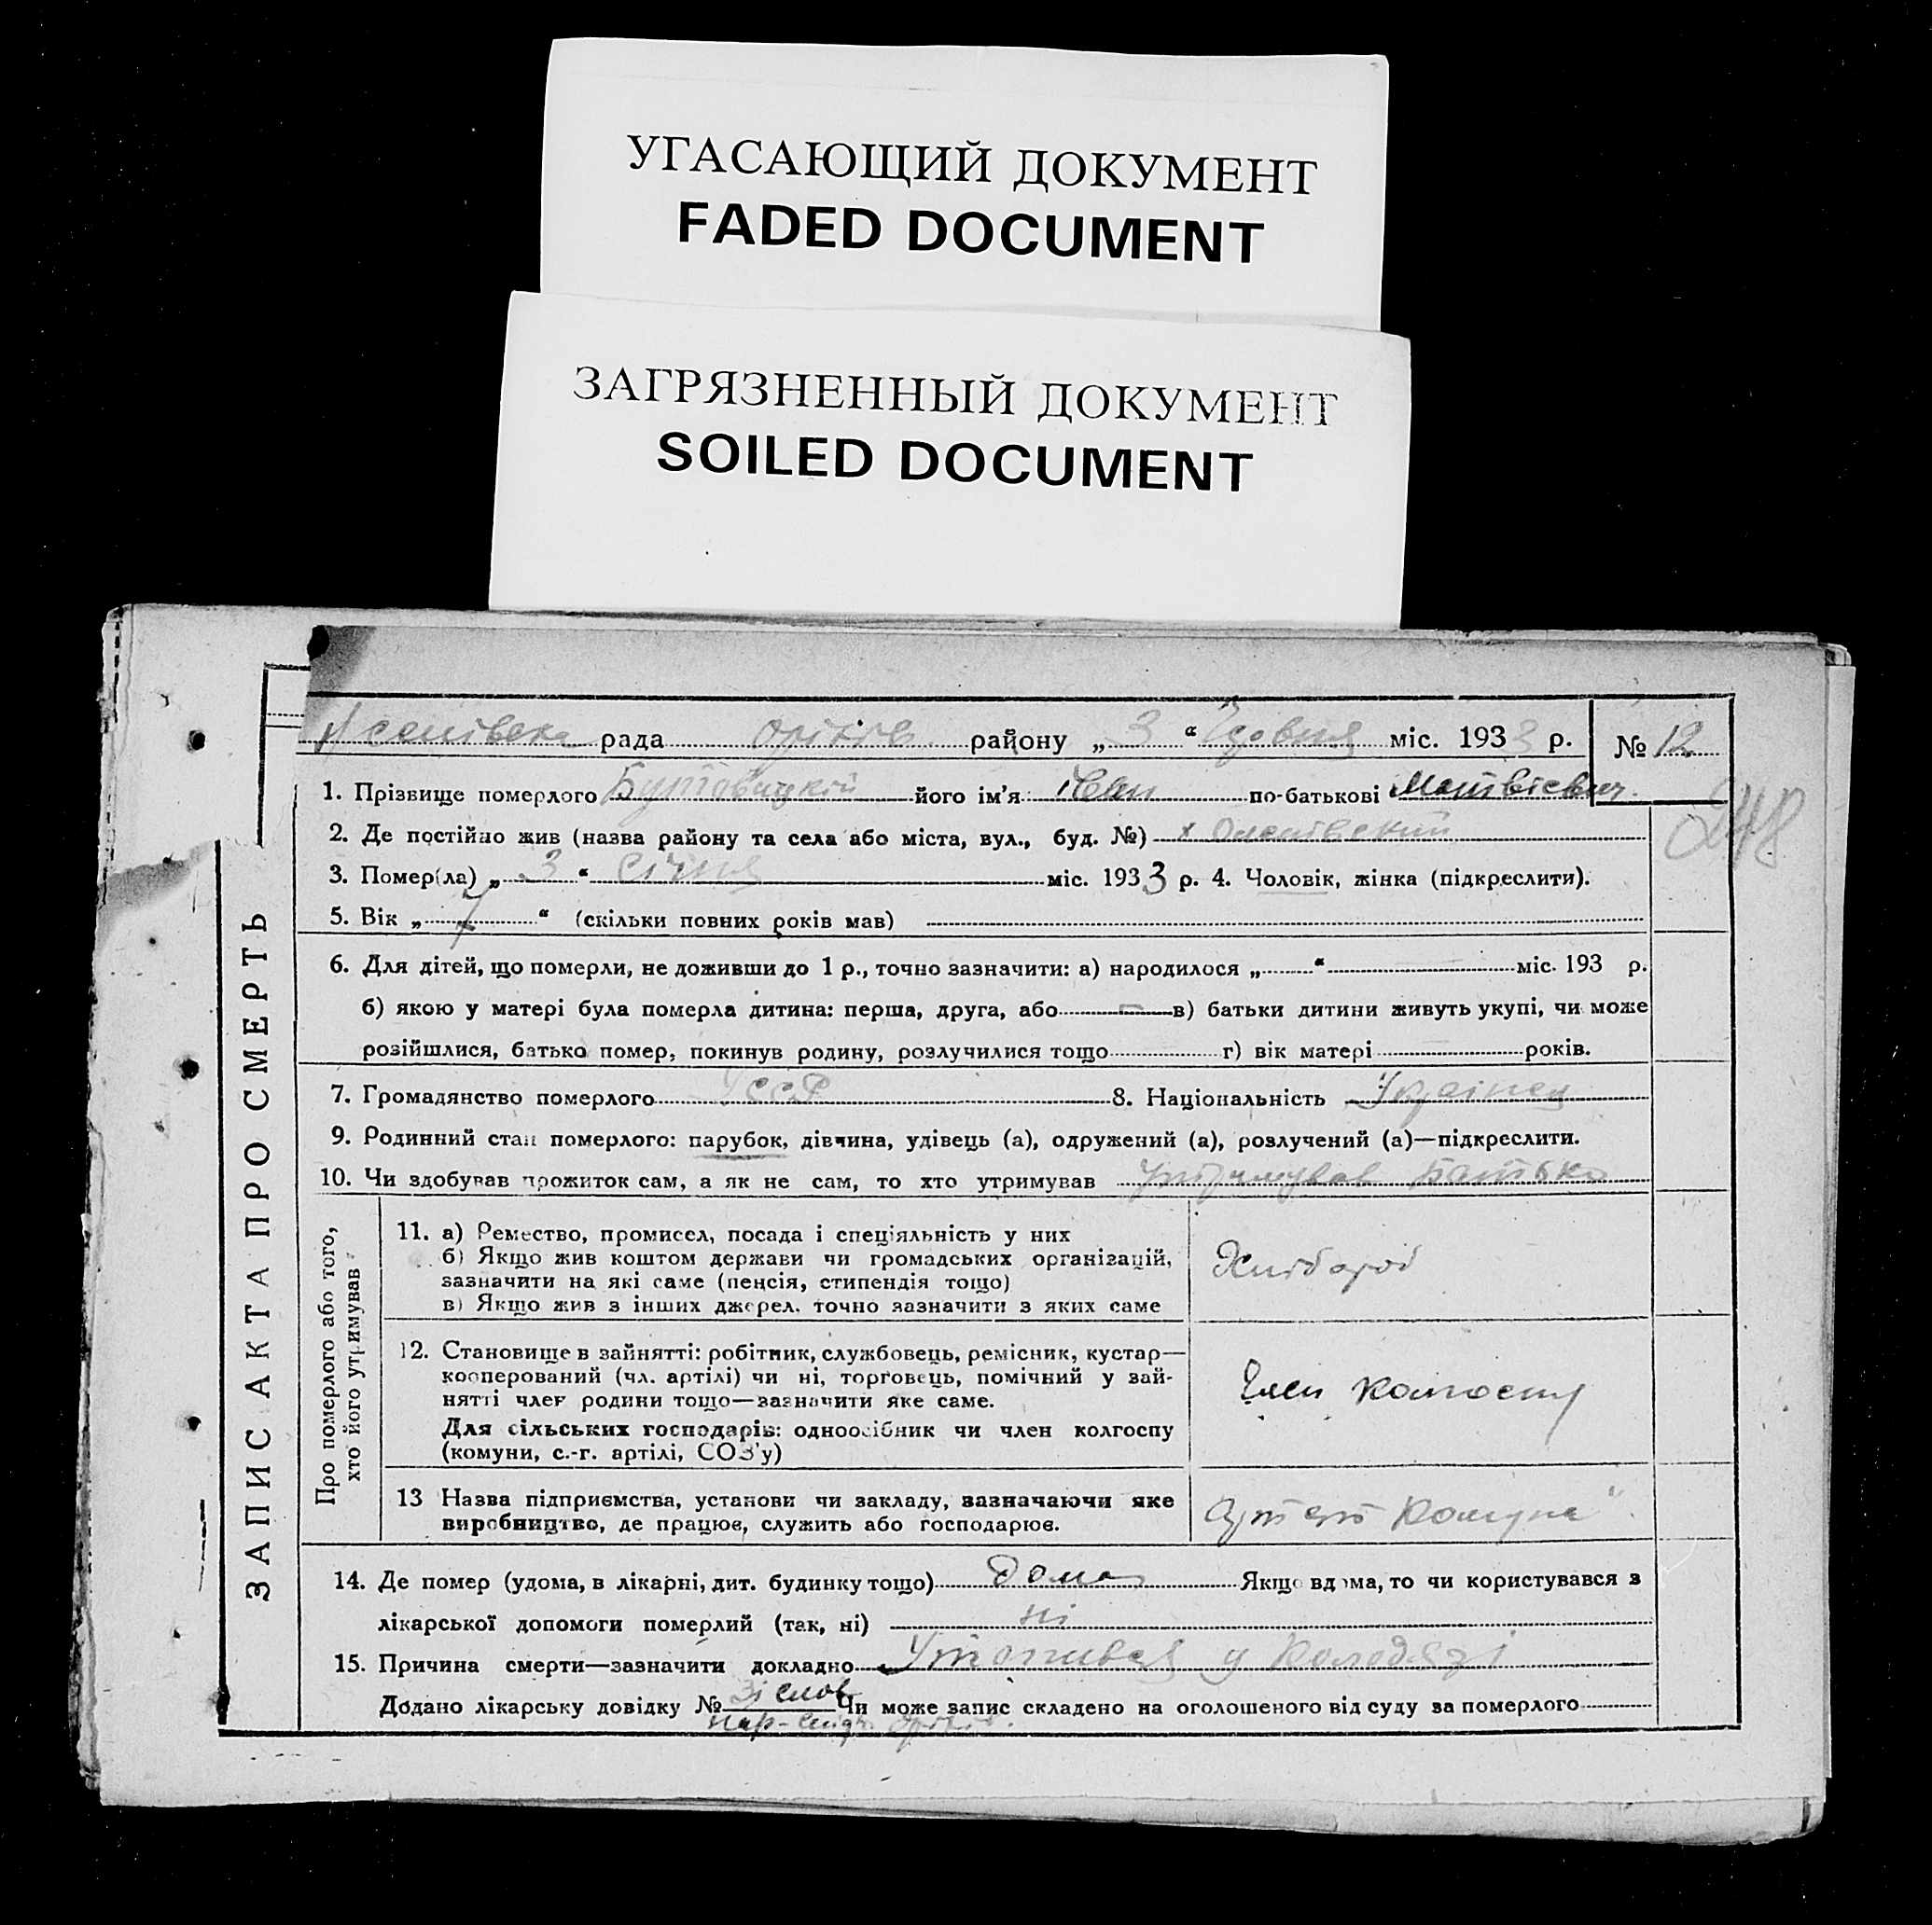 УГАСАЮЩИЙ ДОКУМЕНТ
FADED DOCUMENT
ЗАГРЯЗНЕННЫЙ ДОКУМЕНТ
SOILED DOCUMENT
рада району „ 3 “ міс. 1933 р. № 12
248
1. Прізвище померлого його ім’я Іван по-батькові Матвієвич
2. Де постійно жив (назва району та села або міста, вул., буд. №) х
3. Помер(ла) „ 3 “ Січня міс. 1933 р. 4. Чоловік, жінка (підкреслити).
5. Вік „ 7 “ (скільки повних років мав)
6. Для дітей, що померли, не доживши до 1 р., точно зазначити: а) народилося „ “ міс. 193 р.
б) якою у матері була померла дитина: перша, друга, або в) батьки дитини живуть укупі, чи може
розійшлися, батько помер, покинув родину, розлучилися тощо г) вік матері років.
7. Громадянство померлого УССР 8. Національність Українец
9. Родинний стан померлого: парубок, дівчина, удівець (а), одружений (а), розлучений (а)—підкреслити.
10. Чи здобував прожиток сам, а як не сам, то хто утримував утримував Батько
ЗАПИС АКТА ПРО СМЕРТЬ
Про померлого або того,
хто його утримував
11. а) Ремество, промисел, посада і спеціяльність у них
б) Якщо жив коштом держави чи громадських організацій,
зазначити на які саме (пенсія, стипендія тощо)
в) Якщо жив з інших джерел, точно зазначити з яких саме
Хлібороб
12. Становище в зайнятті: робітник, службовець, ремісник, кустар—
кооперований (чл. артілі) чи ні, торговець, помічний у зай-
нятті член родини тощо—зазначити яке саме.
Для сільських господарів: одноосібник чи член колгоспу
(комуни, с.-г. артілі, СОЗ’у)
Член колгоспу
13 Назва підприємства, установи чи закладу, зазначаючи яке
виробництво, де працює, служить або господарює.
Комуна"
14. Де помер (удома, в лікарні, дит. будинку тощо) Дома Якщо вдома, то чи користувався з
лікарської допомоги померлий (так, ні) ні
15. Причина смерти—зазначити докладно Утопився у Колодязі
Додано лікарську довідку № Зі слов Чи може запис складено на оголошеного від суду за померлого